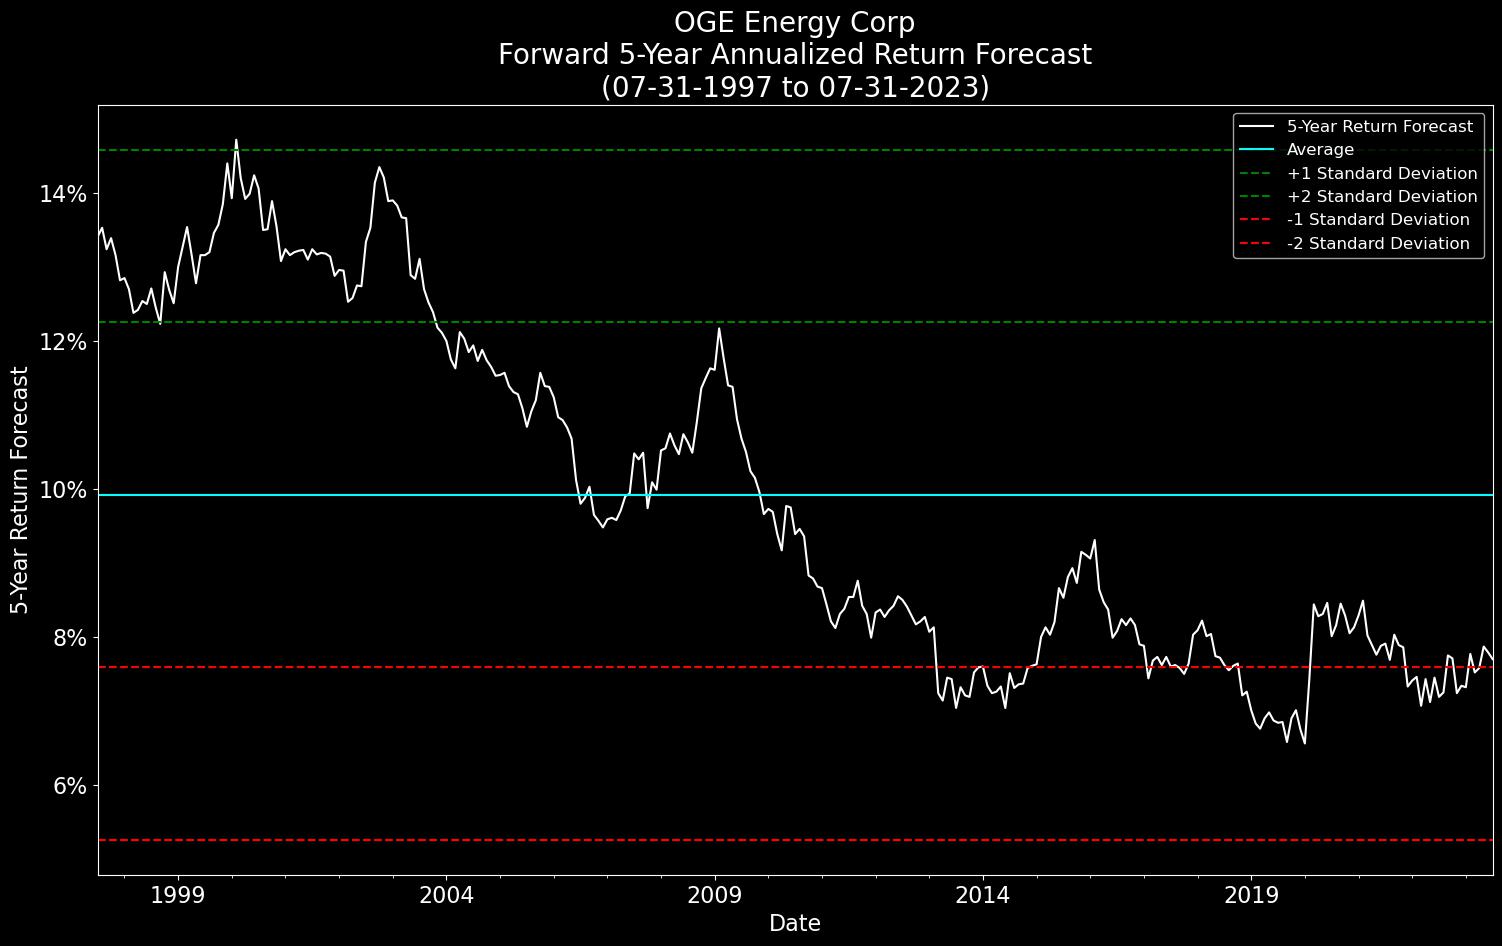 OGE Energy Corp
Forward 5-Year Annualized Return Forecast
(07-31-1997 to 07-31-2023)
5-Year Return Forecast
Average
+1 Standard Deviation
+2 Standard Deviation
-1 Standard Deviation
-2 Standard Deviation
14%
12%
10%
8%
6%
5-Year Return Forecast
1999
2004
2009
2014
2019
Date